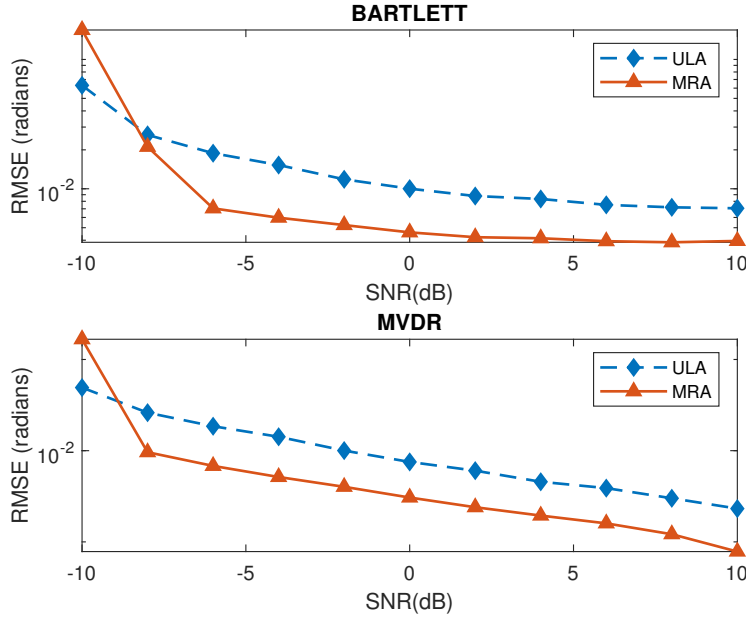 BARTLETT
ULA
MRA
RMSE (radians)
10-2
-10
-5
0
5
10
SNR(dB)
MVDR
ULA
MRA
RMSE (radians)
10-2
-10
-5
0
5
10
SNR(dB)